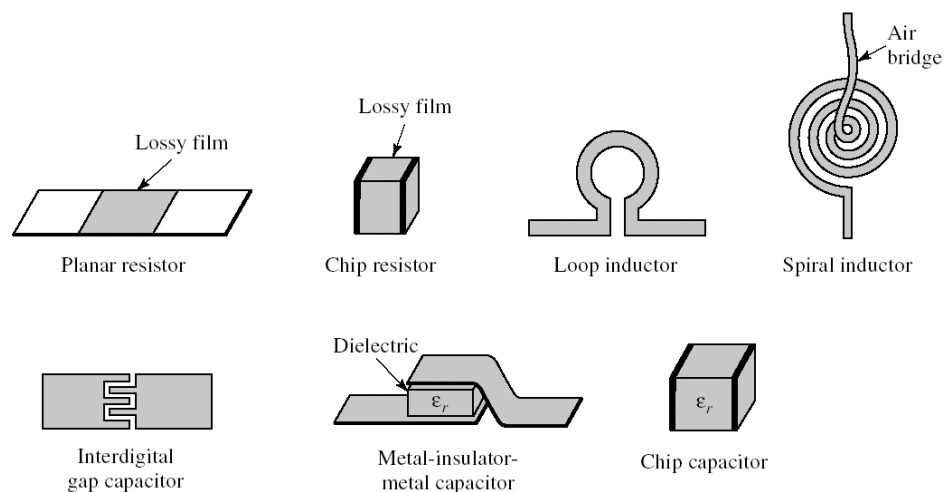 Air
bridge
Lossy film
Lossy film
Planar resistor
Chip resistor
Loop inductor
Spiral inductor
Dielectric
εr
εr
Interdigital
gap capacitor
Metal-insulator-
metal capacitor
Chip capacitor